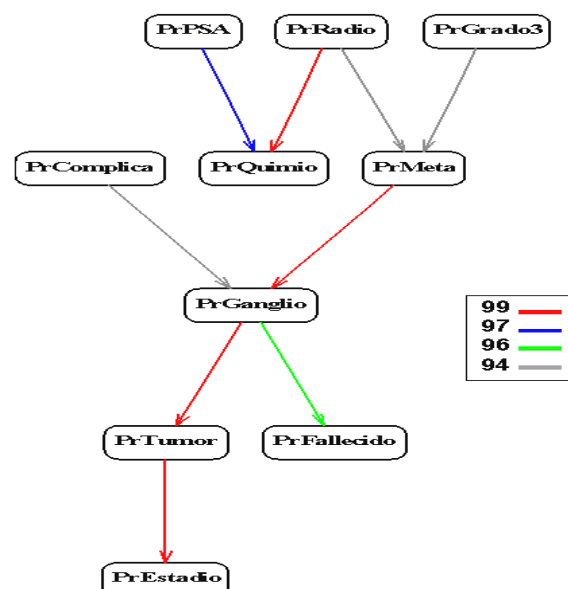 PrPSA PrRadio PrGrado3
PrComplica PrQuimio PrMeta
PrGanglio
99
97
96
94
PrTumor PrFallecido
PrEstadio